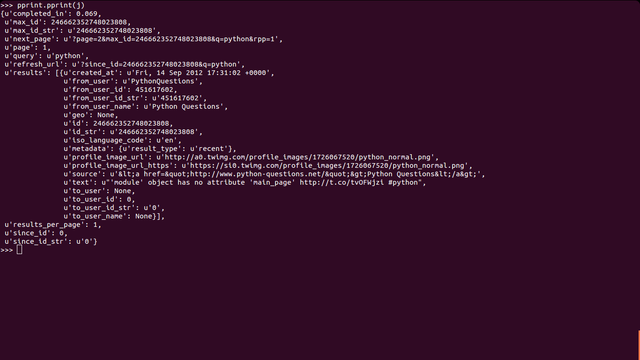 >>> pprint.pprint(j)
{u'completed_in': 0.069,
u'max_id': 246662352748023808,
u'max_id_str': u'246662352748023808',
u'next_page': u'?page=2&max_id=246662352748023808&q=python&rpp=1',
u'page': 1,
u'query': u'python',
u'refresh_url': u'?since_id=246662352748023808&q=python',
u'results': [{u'created_at': u'Fri, 14 Sep 2012 17:31:02 +0000',
u'from_user': u'PythonQuestions',
u'from_user_id': 451617602,
u'from_user_id_str': u'451617602',
u'from_user_name': u'Python Questions',
u'geo': None,
u'id': 246662352748023808,
u'id_str': u'246662352748023808',
u'iso_language_code': u'en',
u'metadata': {u'result_type': u'recent'},
u'profile_image_url': u'http://a0.twimg.com/profile_images/1726067520/python_normal.png',
u'profile_image_url_https': u'https://si0.twimg.com/profile_images/1726067520/python_normal.png',
u'source': u'&lt;a href=&quot;http://www.python-questions.net/&quot;&gt;Python Questions&lt;/a&gt;',
u'text': u"'module' object has no attribute 'main_page' http://t.co/tvOFWjzi #python",
u'to_user': None,
u'to_user_id': 0,
u'to_user_id_str': u'0',
u'to_user_name': None}],
u'results_per_page': 1,
u'since_id': 0,
u'since_id_str': u'0'}
>>>